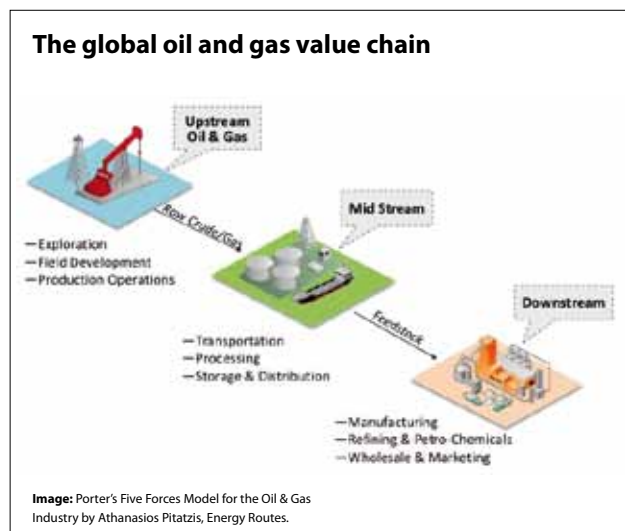 The global oil and gas value chain
Upstream
Oil & Gas
Raw Crude/Gas
Mid Stream
— Exploration
— Field Development
— Production Operations
Downstream
Feedstock
— Transportation
— Processing
— Storage & Distribution
— Manufacturing
— Refining & Petro-Chemicals
— Wholesale & Marketing
Image: Porter's Five Forces Model for the Oil & Gas
Industry by Athanasios Pitatzis, Energy Routes.